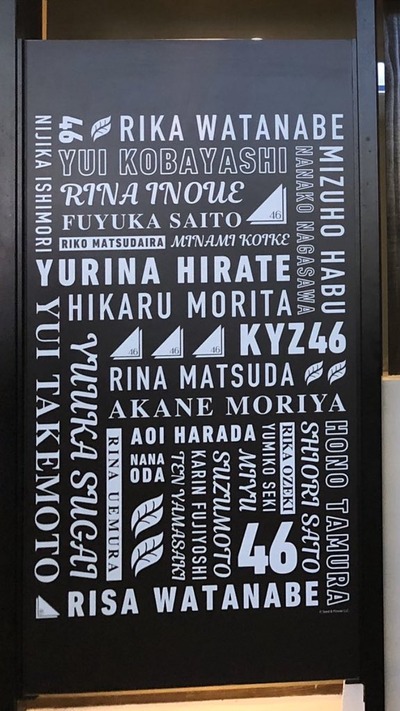 46
RIKA WATANABE
NIJIKA ISHIMORI
YUI KOBAYASHI
NANAKO NAGASAWA
MIZUHO HABU
RINA INOUE
FUYUKA SAITO
46
RIKO MATSUDAIRA
MINAMI KOIKE
YURINA HIRATE
HIKARU MORITA
YUI TAKEMOTO
YUUKA SUGAI
46
46
46
KYZ46
RINA MATSUDA
AKANE MORIYA
RINA UEMURA
AOI HARADA
NANA
ODA
TEN YAMASAKI
KARIN FUJIYOSHI
SUZUMOTO
MIYU
YUMIKO SEKI
RIKA OZEKI
SHIORI SATO
HONO TAMURA
46
RISA WATANABE